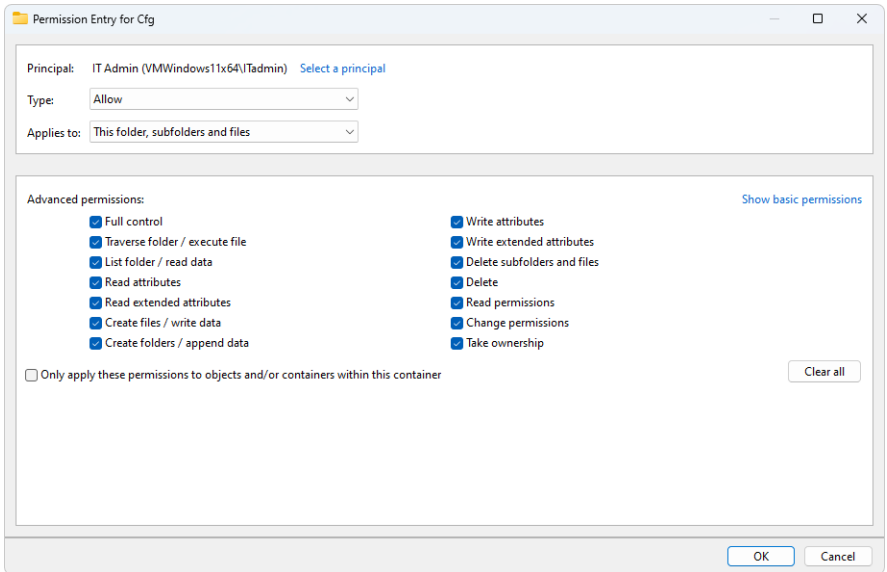 Permission Entry for Cfg
Principal: IT Admin (VMWindows11x64\ITadmin) Select a principal
Type: Allow
Applies to: This folder, subfolders and files
Advanced permissions: Show basic permissions
Full control Write attributes
Traverse folder / execute file Write extended attributes
List folder / read data Delete subfolders and files
Read attributes Delete
Read extended attributes Read permissions
Create files / write data Change permissions
Create folders / append data Take ownership
Only apply these permissions to objects and/or containers within this container Clear all
OK Cancel